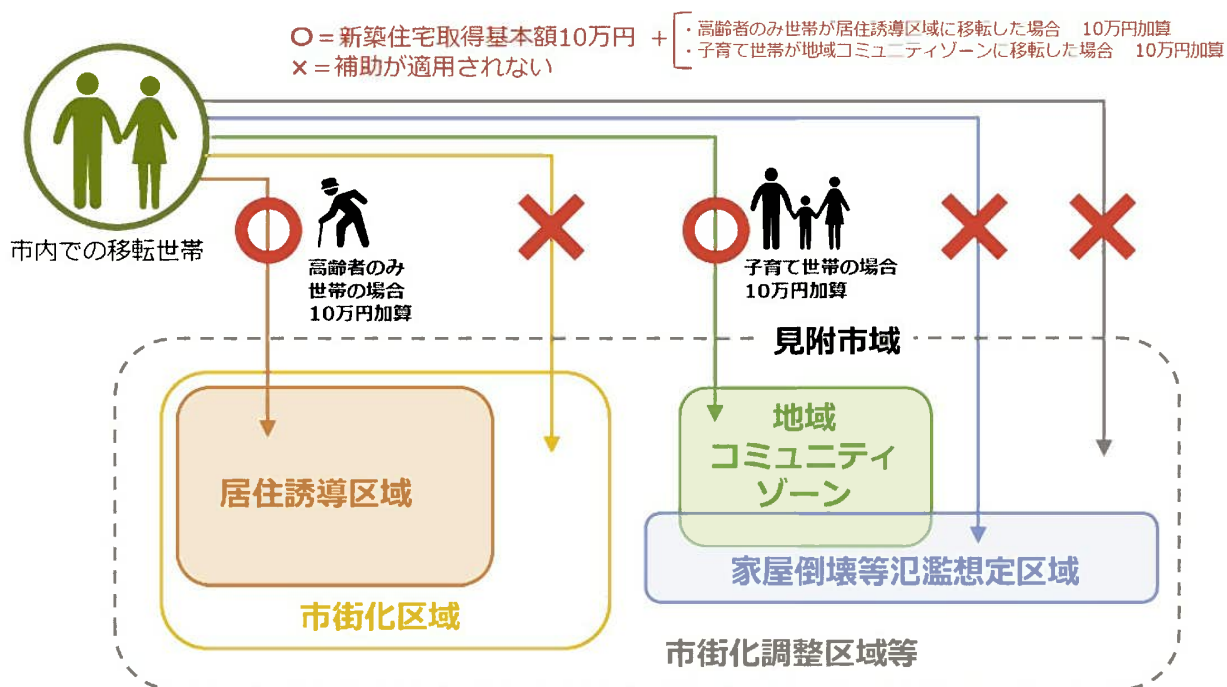 ○＝新築住宅取得基本額10万円 ＋
・高齢者のみ世帯が居住誘導区域に移転した場合　10万円加算
・子育て世帯が地域コミュニティゾーンに移転した場合　10万円加算
×＝補助が適用されない
市内での移転世帯
高齢者のみ
世帯の場合
10万円加算
子育て世帯の場合
10万円加算
見附市域
地域
コミュニティ
ゾーン
居住誘導区域
家屋倒壊等氾濫想定区域
市街化区域
市街化調整区域等